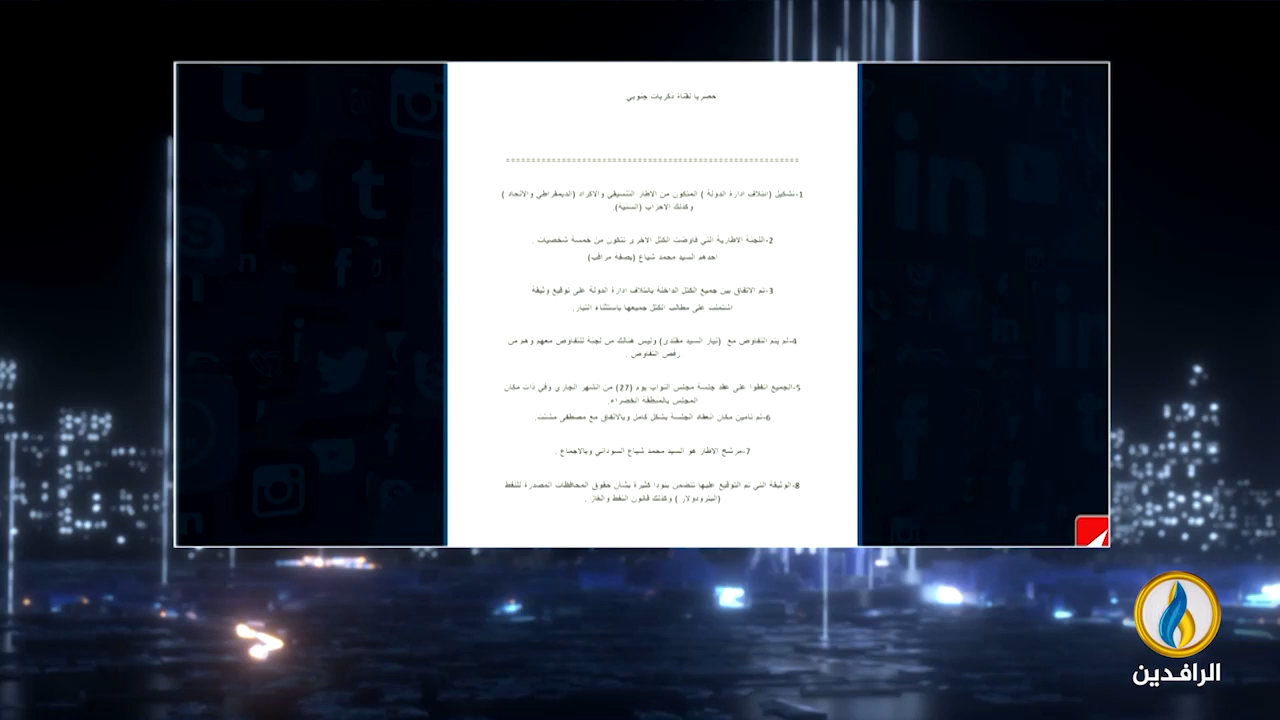 حصريا لقناة ذكريات جنوبي
============================================================
1-تشكيل (ائتلاف ادارة الدولة ) المتكون من الاطار التنسيقي والاكراد (الديمقراطي والاتحاد )
وكذلك الاحزاب (السنية).
2-اللجنة الاطارية التي فاوضت الكتل الاخرى تتكون من خمسة شخصيات .
احدهم السيد محمد شياع (بصفة مراقب)
3-تم الاتفاق بين جميع الكتل الداخلة بائتلاف ادارة الدولة على توقيع وثيقة
اشتملت على مطالب الكتل جميعها باستثناء التيار.
4-لم يتم التفاوض مع (تيار السيد مقتدى) وليس هنالك من لجنة للتفاوض معهم وهم من
رفض التفاوض .
5-الجميع اتفقوا على عقد جلسة مجلس النواب يوم (27) من الشهر الجاري وفي ذات مكان
المجلس بالمنطقة الخضراء.
6-تم تامين مكان انعقاد الجلسة بشكل كامل وبالاتفاق مع مصطفى مشتت.
7-مرشح الاطار هو السيد محمد شياع السوداني وبالاجماع .
8-الوثيقة التي تم التوقيع عليها تتضمن بنودا كثيرة بشان حقوق المحافظات المصدرة للنفط
(البترودولار ) وكذلك قانون النفط والغاز .
الرافدين